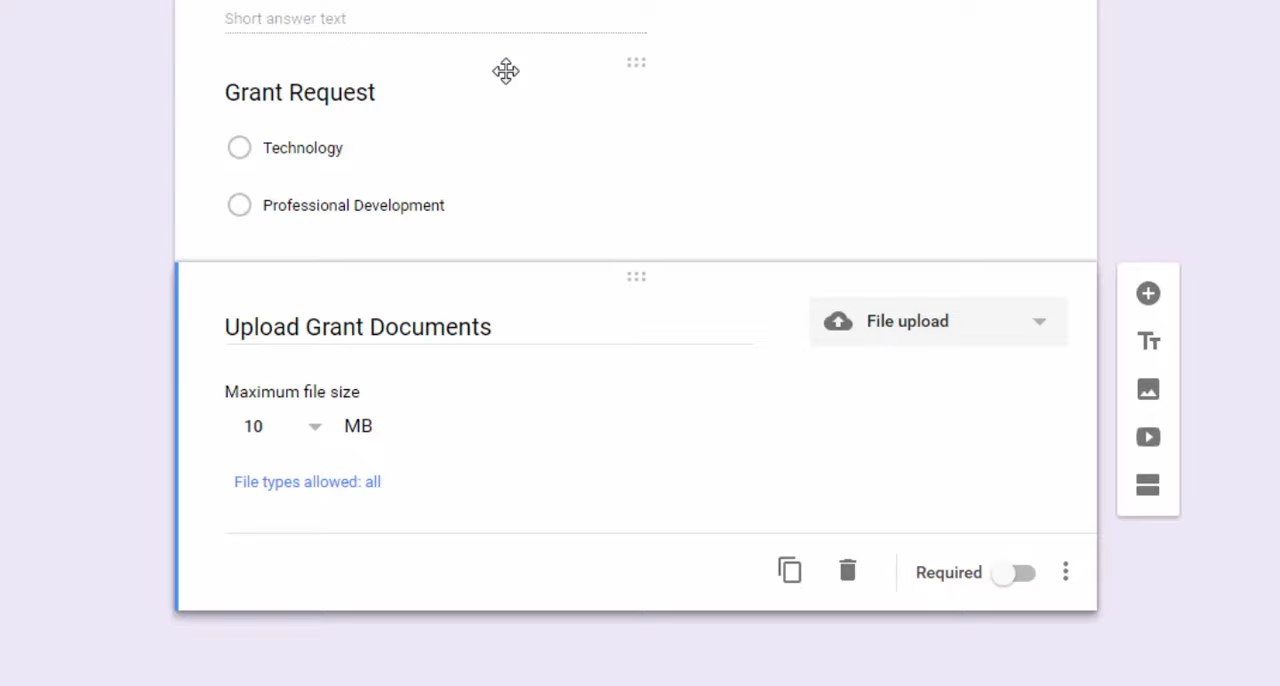 Short answer text
Grant Request
Technology
Professional Development
Upload Grant Documents
File upload
Maximum file size
10 MB
File types allowed: all
Required